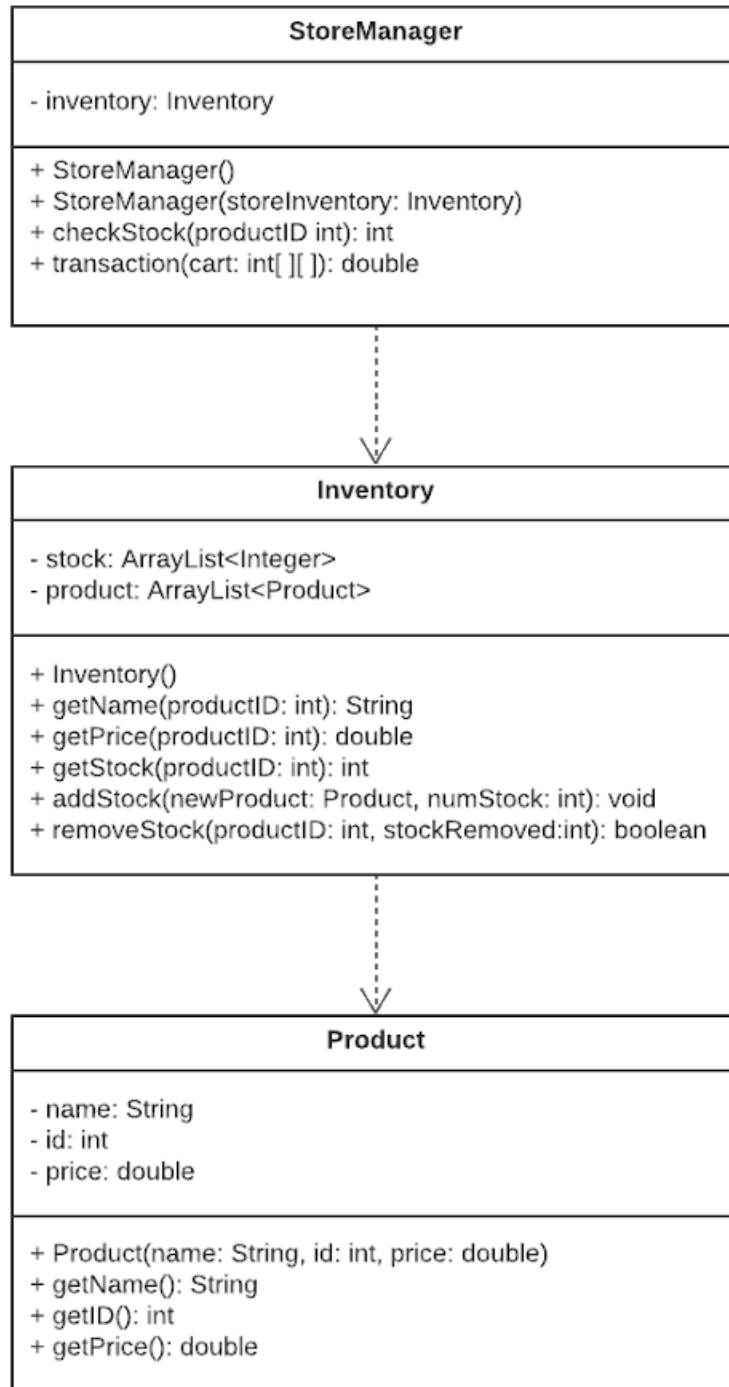 StoreManager
- inventory: Inventory
+ StoreManager()
+ StoreManager(storeInventory: Inventory)
+ checkStock(productID int): int
+ transaction(cart: int[ ][ ]): double
Inventory
- stock: ArrayList<Integer>
- product: ArrayList<Product>
+ Inventory()
+ getName(productID: int): String
+ getPrice(productID: int): double
+ getStock(productID: int): int
+ addStock(newProduct: Product, numStock: int): void
+ removeStock(productID: int, stockRemoved:int): boolean
Product
- name: String
- id: int
- price: double
+ Product(name: String, id: int, price: double)
+ getName(): String
+ getID(): int
+ getPrice(): double